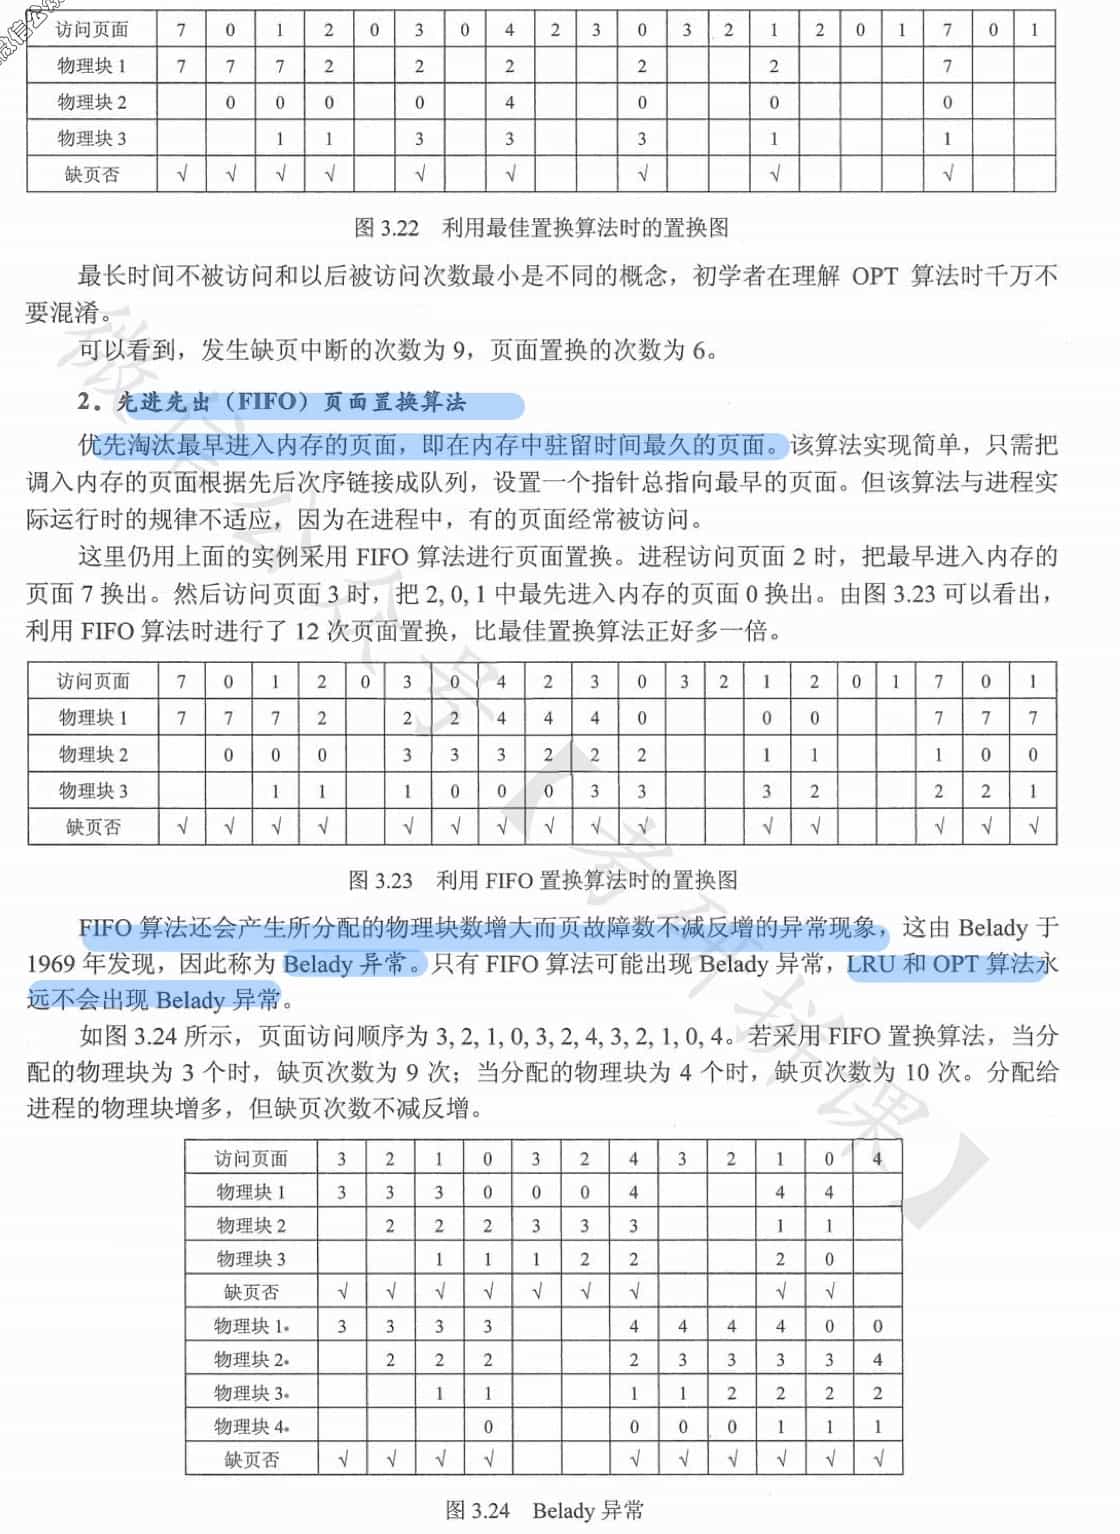 微信公众
访问页面 7 0 1 2 0 3 0 4 2 3 0 3 2 1 2 0 1 7 0 1
物理块 1 7 7 7 2 2 2 2 2 7
物理块 2 0 0 0 0 4 0 0 0
物理块 3 1 1 3 3 3 1 1
缺页否 √ √ √ √ √ √ √ √ √
图 3.22 利用最佳置换算法时的置换图
最长时间不被访问和以后被访问次数最小是不同的概念，初学者在理解 OPT 算法时千万不
要混淆。
可以看到，发生缺页中断的次数为 9，页面置换的次数为 6。
2. 先进先出（FIFO）页面置换算法
优先淘汰最早进入内存的页面，即在内存中驻留时间最久的页面。该算法实现简单，只需把
调入内存的页面根据先后次序链接成队列，设置一个指针总指向最早的页面。但该算法与进程实
际运行时的规律不适应，因为在进程中，有的页面经常被访问。
这里仍用上面的实例采用 FIFO 算法进行页面置换。进程访问页面 2 时，把最早进入内存的
页面 7 换出。然后访问页面 3 时，把 2, 0, 1 中最先进入内存的页面 0 换出。由图 3.23 可以看出，
利用 FIFO 算法时进行了 12 次页面置换，比最佳置换算法正好多一倍。
访问页面 7 0 1 2 0 3 0 4 2 3 0 3 2 1 2 0 1 7 0 1
物理块 1 7 7 7 2 2 2 4 4 4 0 0 0 7 7 7
物理块 2 0 0 0 3 3 3 2 2 2 1 1 1 0 0
物理块 3 1 1 1 0 0 0 3 3 3 2 2 2 1
缺页否 √ √ √ √ √ √ √ √ √ √ √ √ √ √ √
图 3.23 利用 FIFO 置换算法时的置换图
FIFO 算法还会产生所分配的物理块数增大而页故障数不减反增的异常现象，这由 Belady 于
1969 年发现，因此称为 Belady 异常。只有 FIFO 算法可能出现 Belady 异常，LRU 和 OPT 算法永
远不会出现 Belady 异常。
如图 3.24 所示，页面访问顺序为 3, 2, 1, 0, 3, 2, 4, 3, 2, 1, 0, 4。若采用 FIFO 置换算法，当分
配的物理块为 3 个时，缺页次数为 9 次；当分配的物理块为 4 个时，缺页次数为 10 次。分配给
进程的物理块增多，但缺页次数不减反增。
访问页面 3 2 1 0 3 2 4 3 2 1 0 4
物理块 1 3 3 3 0 0 0 4 4 4
物理块 2 2 2 2 3 3 3 1 1
物理块 3 1 1 1 2 2 2 0
缺页否 √ √ √ √ √ √ √ √ √
物理块 1* 3 3 3 3 4 4 4 4 0 0
物理块 2* 2 2 2 2 3 3 3 3 4
物理块 3* 1 1 1 1 2 2 2 2
物理块 4* 0 0 0 0 1 1 1
缺页否 √ √ √ √ √ √ √ √ √ √
图 3.24 Belady 异常
微信公众号【考研拼课】